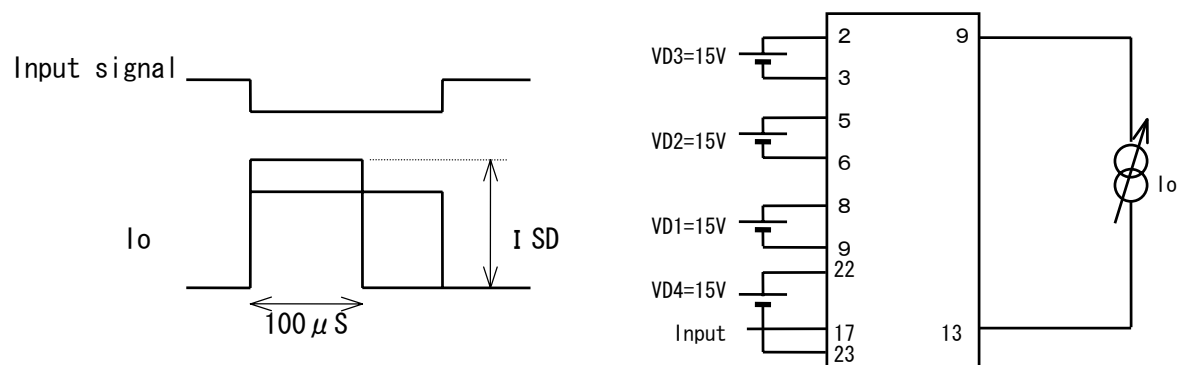 Input signal
Io
I SD
100 μ S
VD3=15V
2
3
VD2=15V
5
6
VD1=15V
8
9
VD4=15V
22
Input
17
23
9
13
Io